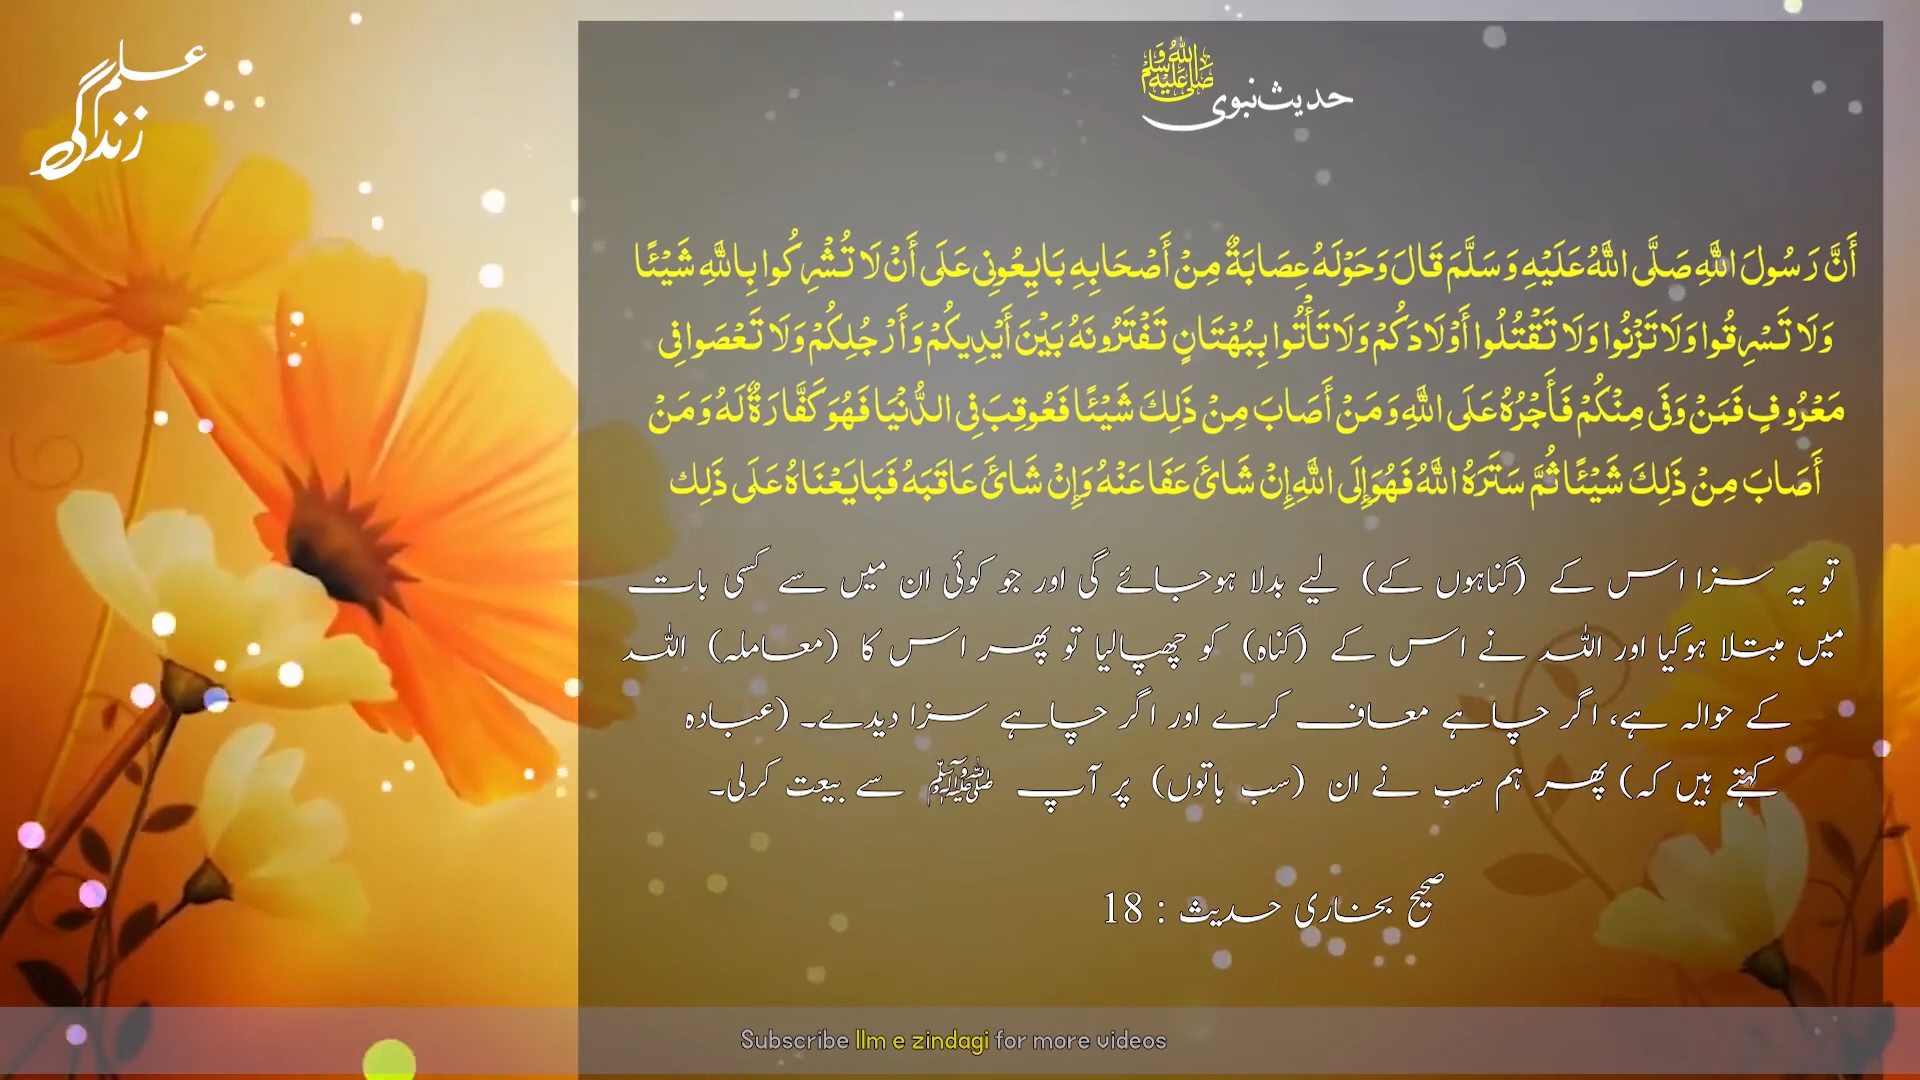 علم
زندگی
حدیث نبوی صلی اللہ علیہ وسلم
أَنَّ رَسُولَ اللَّهِ صَلَّى اللَّهُ عَلَيْهِ وَسَلَّمَ قَالَ وَحَوْلَهُ عِصَابَةٌ مِنْ أَصْحَابِهِ بَايِعُونِي عَلَى أَنْ لَا تُشْرِكُوا بِاللَّهِ شَيْئًا
وَلَا تَسْرِقُوا وَلَا تَزْنُوا وَلَا تَقْتُلُوا أَوْلَادَكُمْ وَلَا تَأْتُوا بِبُهْتَانٍ تَفْتَرُونَهُ بَيْنَ أَيْدِيكُمْ وَأَرْجُلِكُمْ وَلَا تَعْصَوا فِي
مَعْرُوفٍ فَمَنْ وَفَى مِنْكُمْ فَأَجْرُهُ عَلَى اللَّهِ وَمَنْ أَصَابَ مِنْ ذَلِكَ شَيْئًا فَعُوقِبَ فِي الدُّنْيَا فَهُوَ كَفَّارَةٌ لَهُ وَمَنْ
أَصَابَ مِنْ ذَلِكَ شَيْئًا ثُمَّ سَتَرَهُ اللَّهُ فَهُوَ إِلَى اللَّهِ إِنْ شَائَ عَفَا عَنْهُ وَإِنْ شَائَ عَاقَبَهُ فَبَايَعْنَاهُ عَلَى ذَلِك
تو یہ سزا اس کے (گناہوں کے) لیے بدلا ہوجائے گی اور جو کوئی ان میں سے کسی بات
میں مبتلا ہوگیا اور اللہ نے اس کے (گناہ) کو چھپالیا تو پھر اس کا (معاملہ) اللہ
کے حوالہ ہے، اگر چاہے معاف کرے اور اگر چاہے سزا دیدے۔ (عبادہ
کہتے ہیں کہ) پھر ہم سب نے ان (سب باتوں) پر آپ ﷺ سے بیعت کرلی۔
صحیح بخاری حدیث : 18
Subscribe Ilm e zindagi for more videos